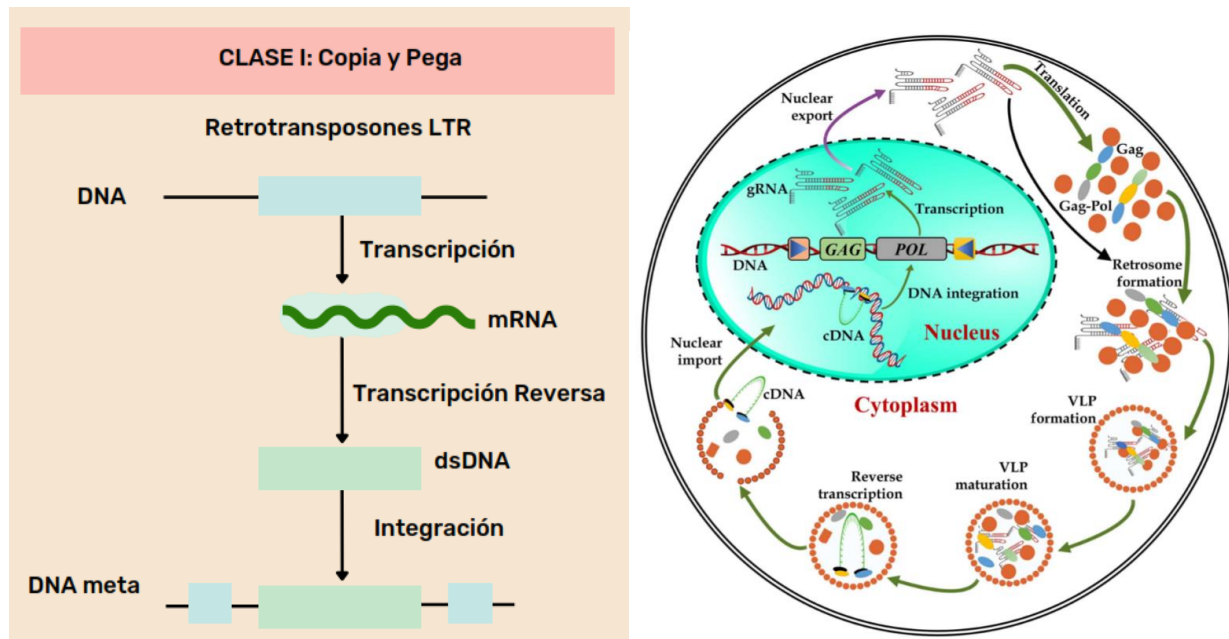 CLASE I: Copia y Pega
Retrotransposones LTR
DNA
Transcripción
mRNA
Transcripción Reversa
dsDNA
Integración
DNA meta
Nuclear
export
Translation
Gag
Gag-Pol
gRNA
Transcription
GAG
POL
DNA
DNA integration
cDNA
Nucleus
Retrosome
formation
Nuclear
import
Cytoplasm
cDNA
VLP
formation
VLP
maturation
Reverse
transcription